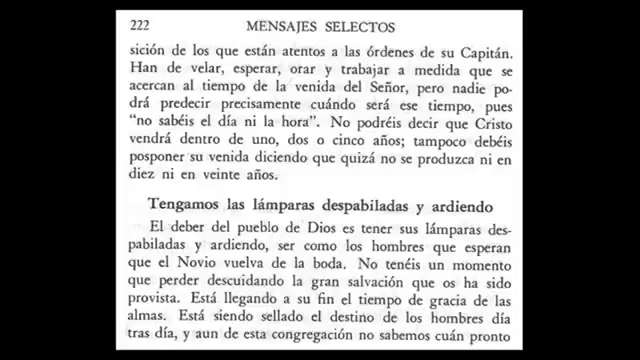 222 MENSAJES SELECTOS
sición de los que están atentos a las órdenes de su Capitán.
Han de velar, esperar, orar y trabajar a medida que se
acercan al tiempo de la venida del Señor, pero nadie po-
drá predecir precisamente cuándo será ese tiempo, pues
“no sabéis el día ni la hora”. No podréis decir que Cristo
vendrá dentro de uno, dos o cinco años; tampoco debéis
posponer su venida diciendo que quizá no se produzca ni en
diez ni en veinte años.
Tengamos las lámparas despabiladas y ardiendo
El deber del pueblo de Dios es tener sus lámparas des-
pabiladas y ardiendo, ser como los hombres que esperan
que el Novio vuelva de la boda. No tenéis un momento
que perder descuidando la gran salvación que os ha sido
provista. Está llegando a su fin el tiempo de gracia de las
almas. Está siendo sellado el destino de los hombres día
tras día, y aun de esta congregación no sabemos cuán pronto